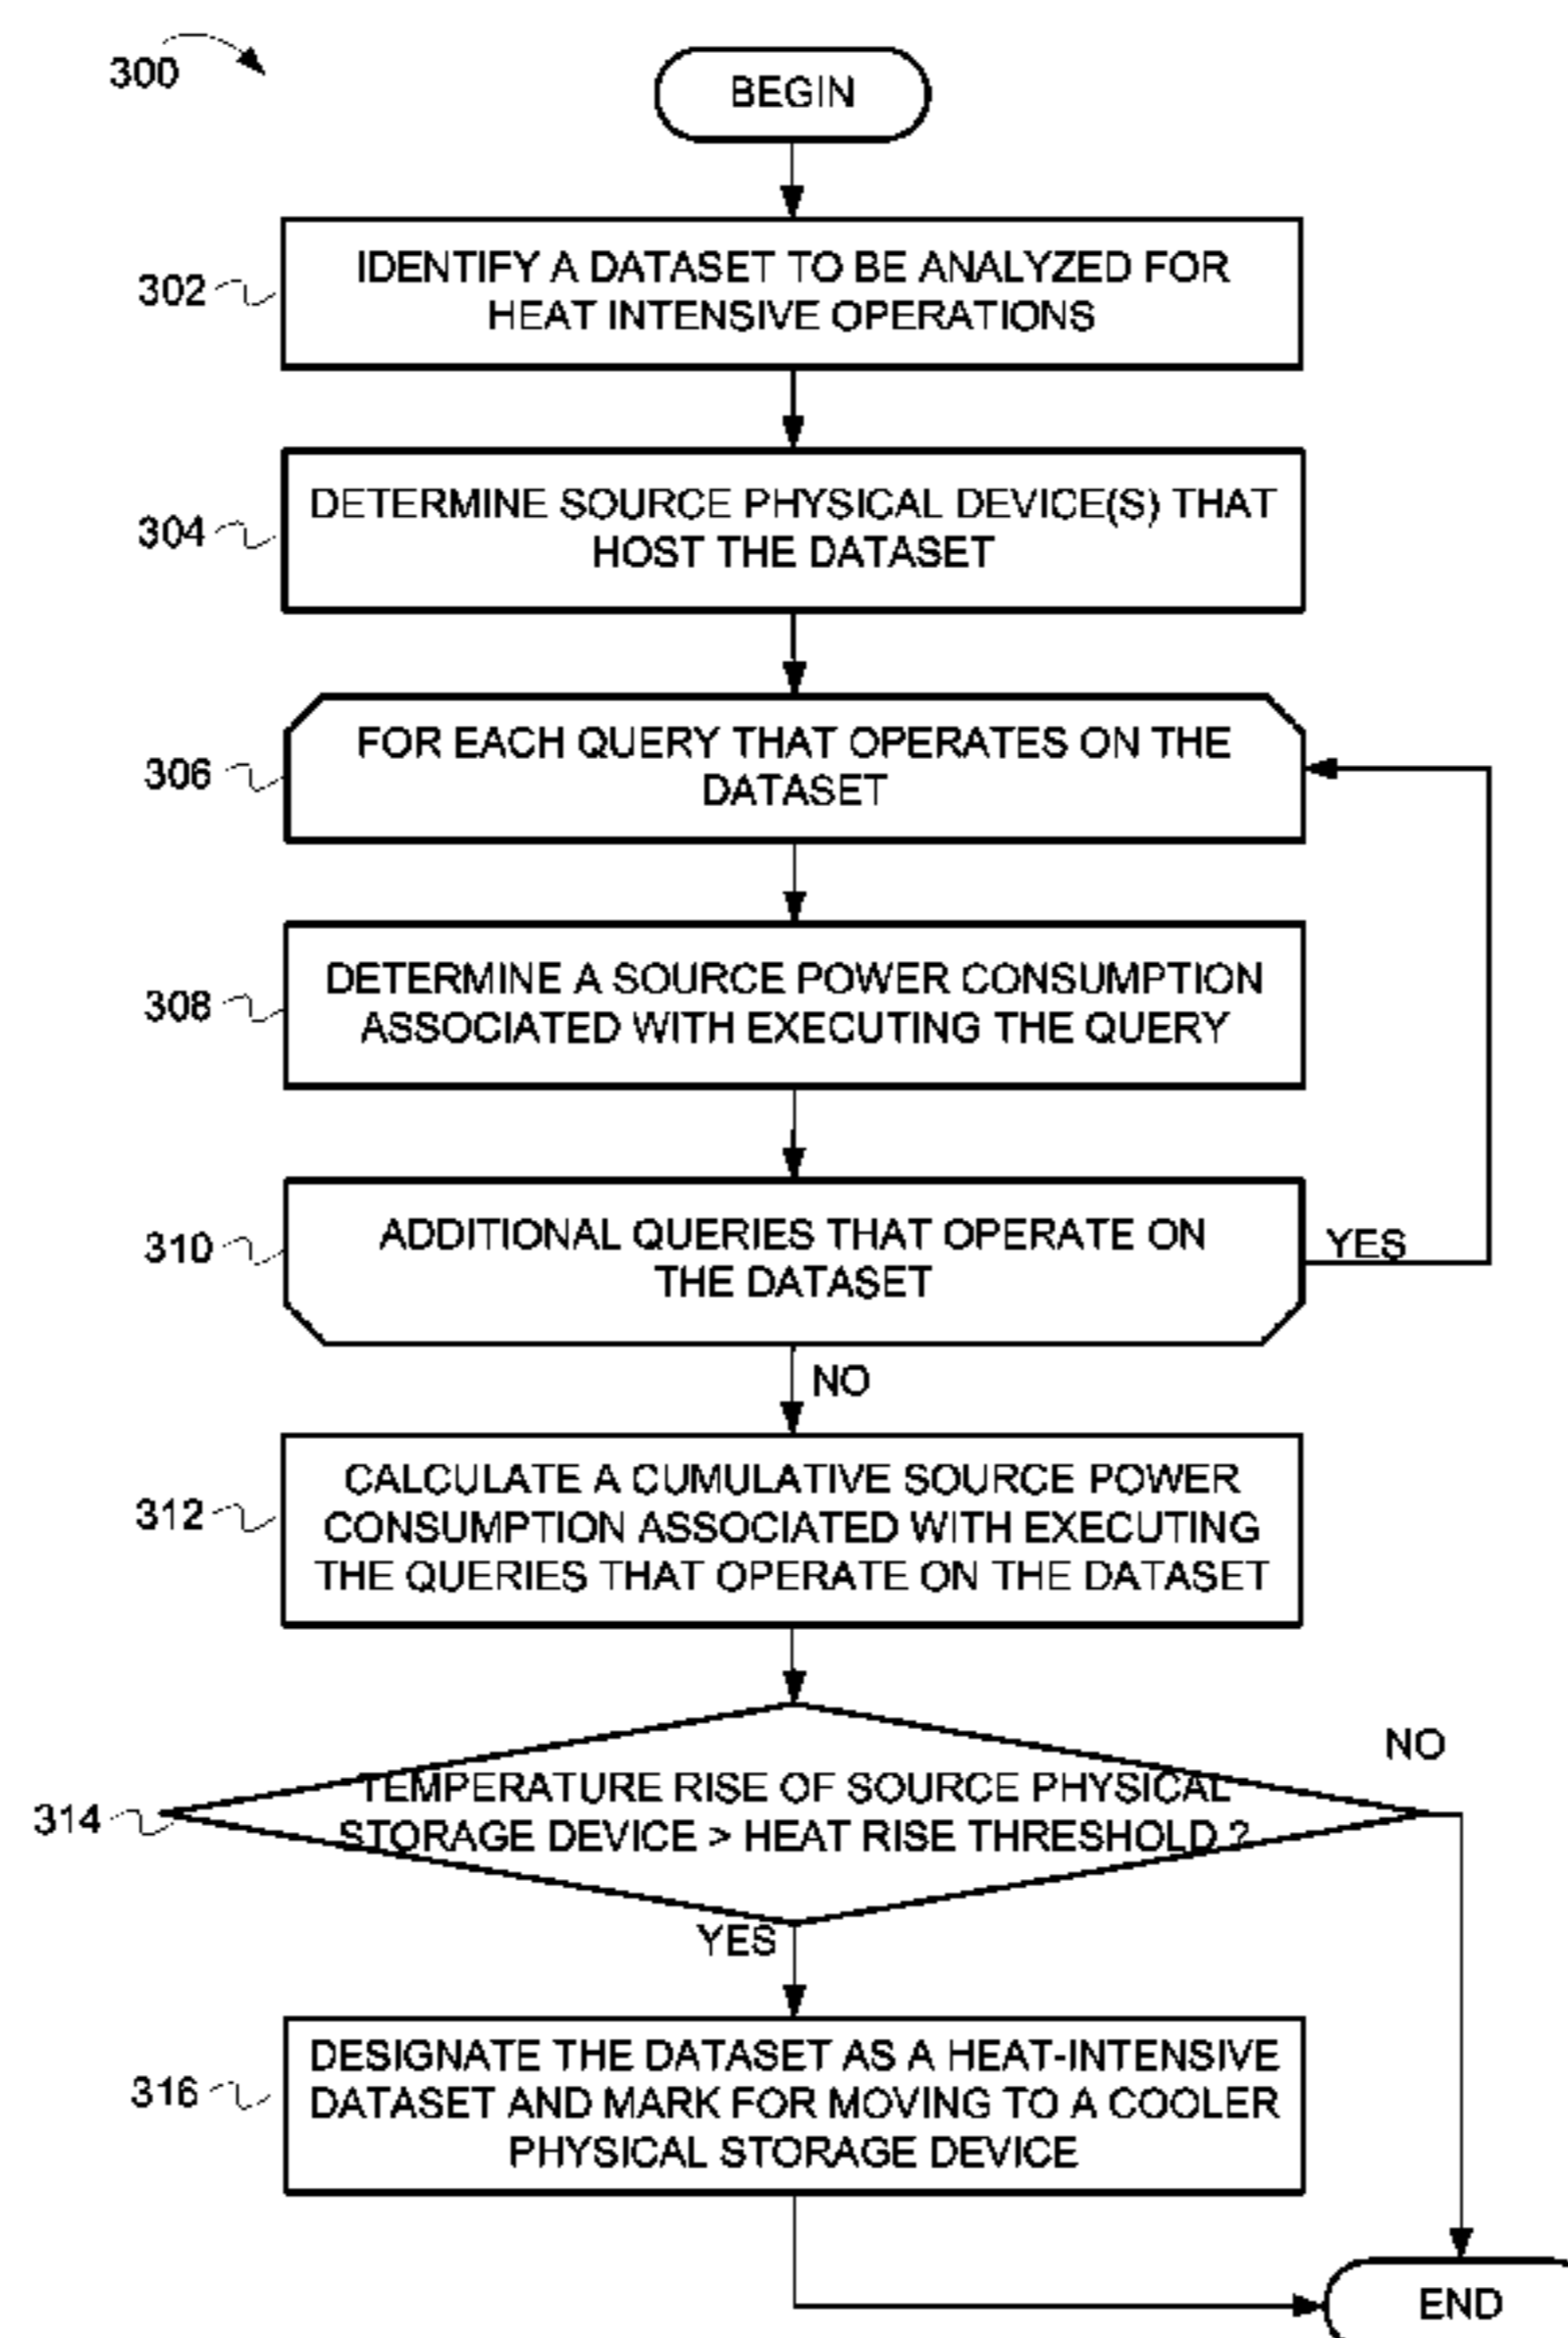 300
BEGIN
302
IDENTIFY A DATASET TO BE ANALYZED FOR
HEAT INTENSIVE OPERATIONS
304
DETERMINE SOURCE PHYSICAL DEVICE(S) THAT
HOST THE DATASET
306
FOR EACH QUERY THAT OPERATES ON THE
DATASET
308
DETERMINE A SOURCE POWER CONSUMPTION
ASSOCIATED WITH EXECUTING THE QUERY
310
ADDITIONAL QUERIES THAT OPERATE ON
THE DATASET
YES
NO
312
CALCULATE A CUMULATIVE SOURCE POWER
CONSUMPTION ASSOCIATED WITH EXECUTING
THE QUERIES THAT OPERATE ON THE DATASET
NO
314
TEMPERATURE RISE OF SOURCE PHYSICAL
STORAGE DEVICE > HEAT RISE THRESHOLD ?
YES
316
DESIGNATE THE DATASET AS A HEAT-INTENSIVE
DATASET AND MARK FOR MOVING TO A COOLER
PHYSICAL STORAGE DEVICE
END